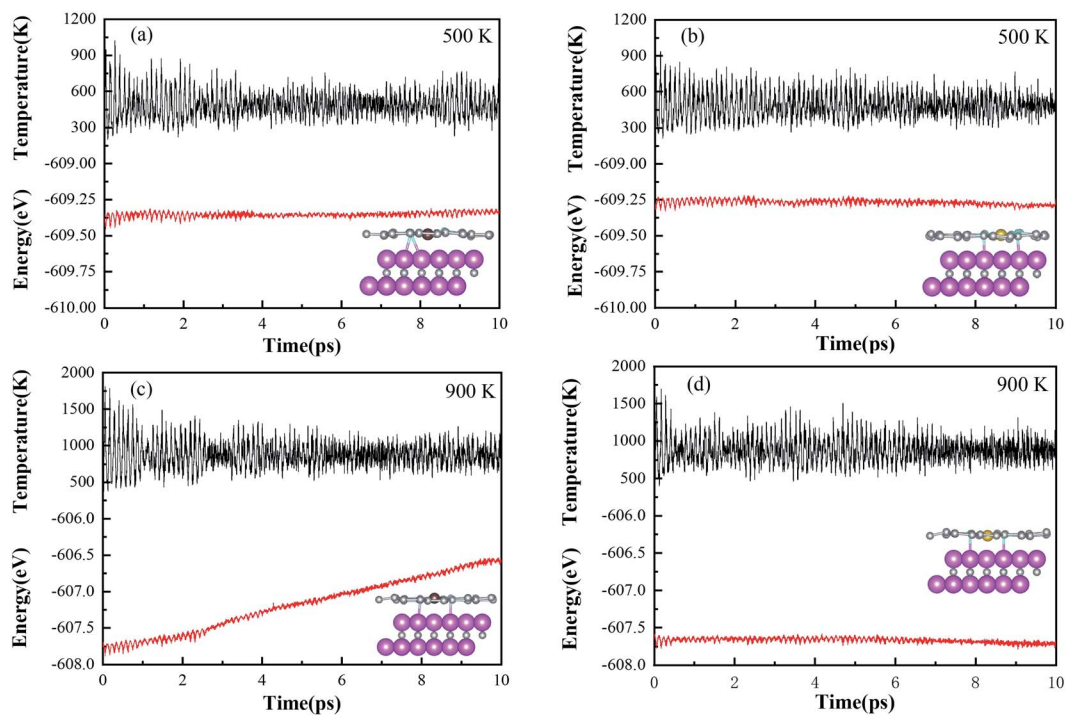 (a) 500 K
1200
900
600
300
-609.00
-609.25
-609.50
-609.75
-610.00
Temperature(K)
Energy(eV)
0 2 4 6 8 10
Time(ps)
(b) 500 K
1200
900
600
300
-609.00
-609.25
-609.50
-609.75
-610.00
Temperature(K)
Energy(eV)
0 2 4 6 8 10
Time(ps)
(c) 900 K
2000
1500
1000
500
-606.0
-606.5
-607.0
-607.5
-608.0
Temperature(K)
Energy(eV)
0 2 4 6 8 10
Time(ps)
(d) 900 K
2000
1500
1000
500
-606.0
-606.5
-607.0
-607.5
-608.0
Temperature(K)
Energy(eV)
0 2 4 6 8 10
Time(ps)